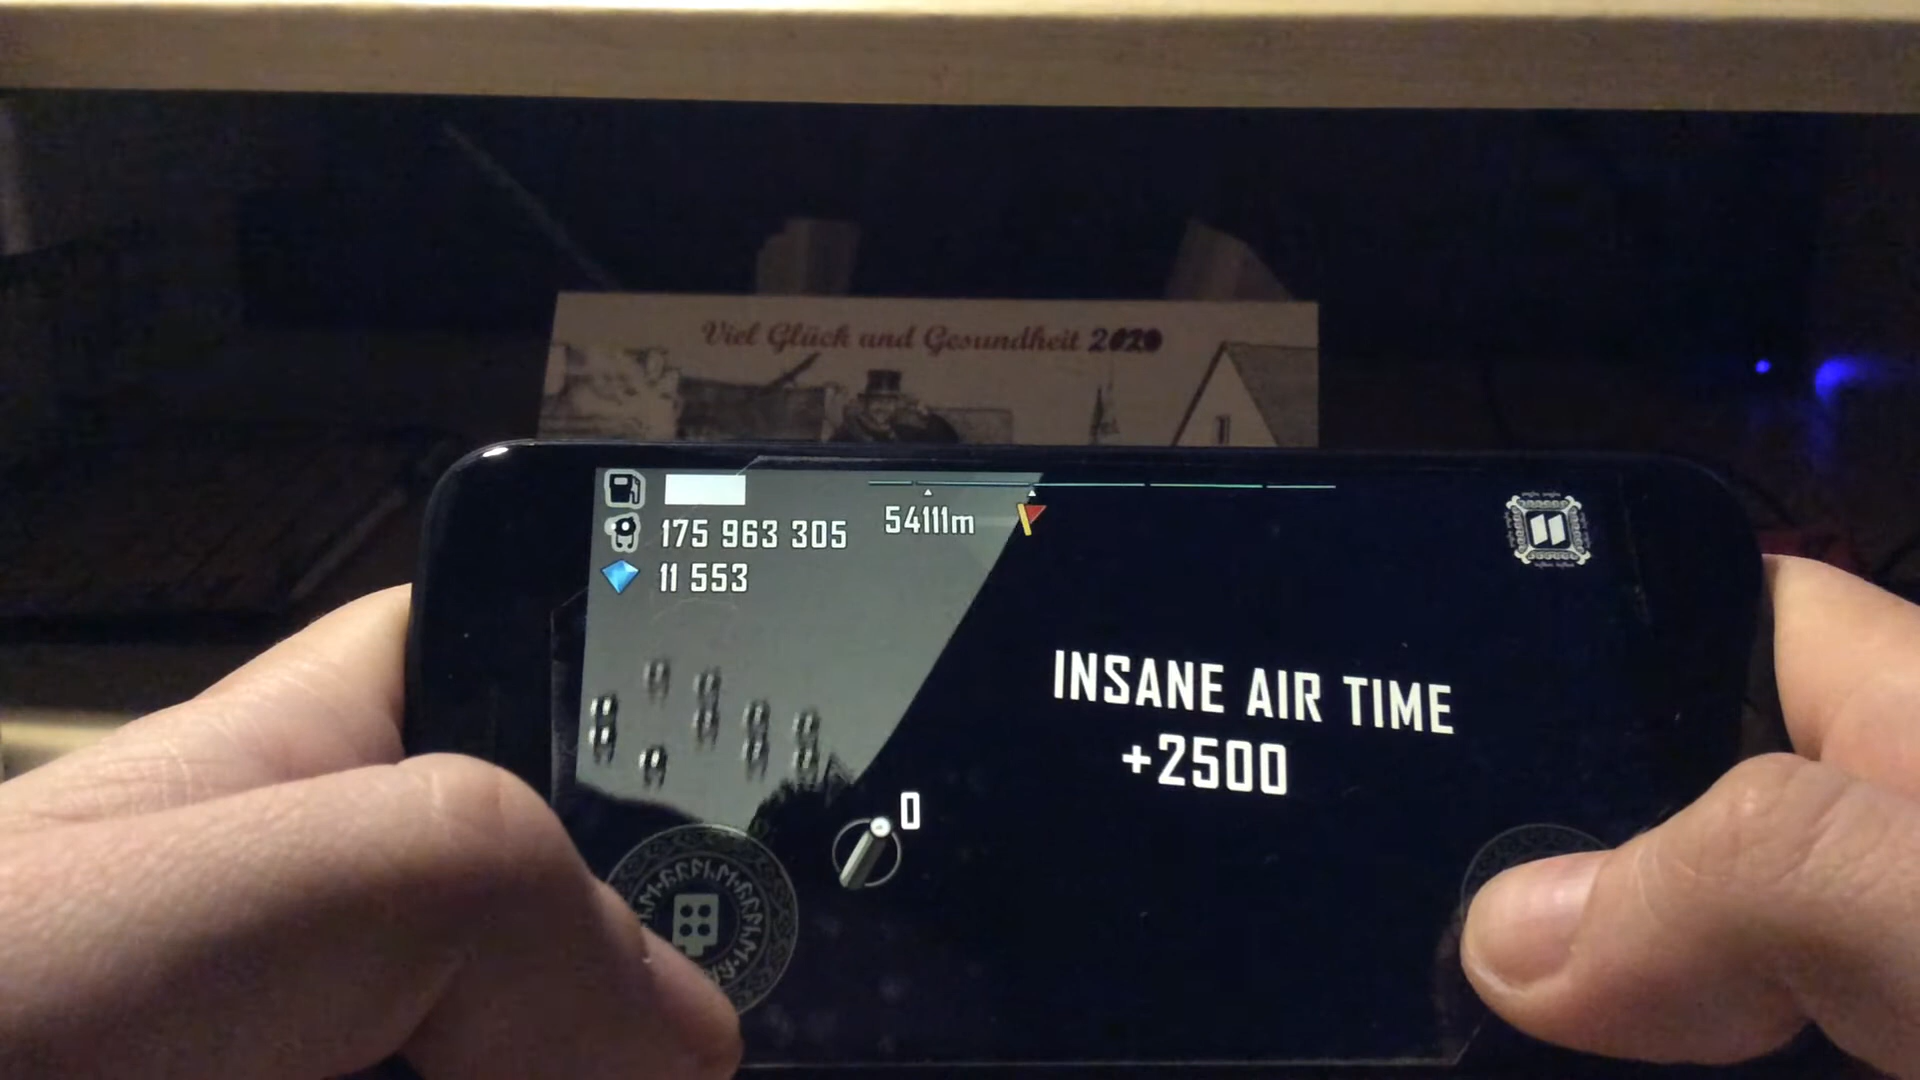 Viel Glück und Gesundheit 2020
175 963 305
54111m
11 553
INSANE AIR TIME
+2500
0